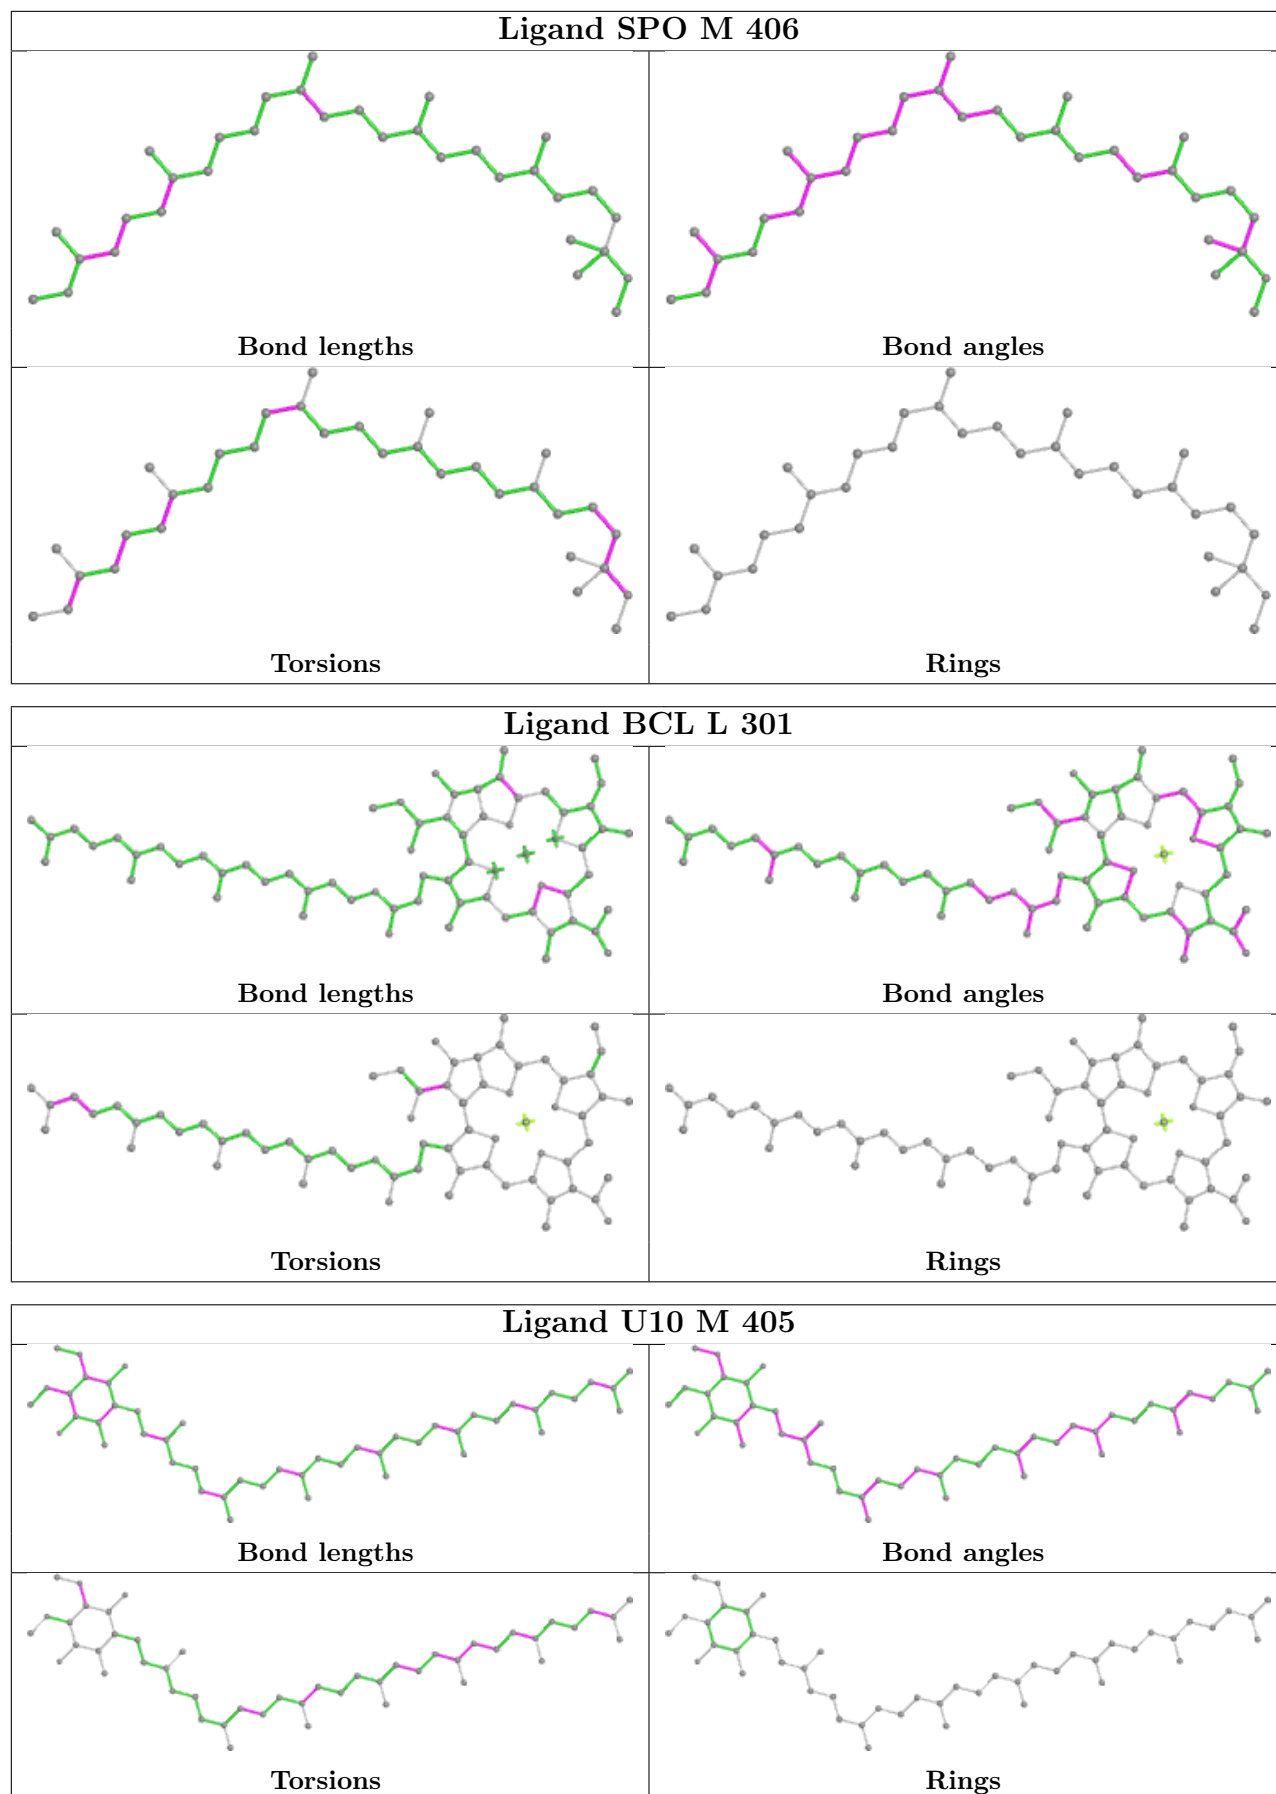 Ligand SPO M 406
Bond lengths
Bond angles
Torsions
Rings
Ligand BCL L 301
Bond lengths
Bond angles
Torsions
Rings
Ligand U10 M 405
Bond lengths
Bond angles
Torsions
Rings